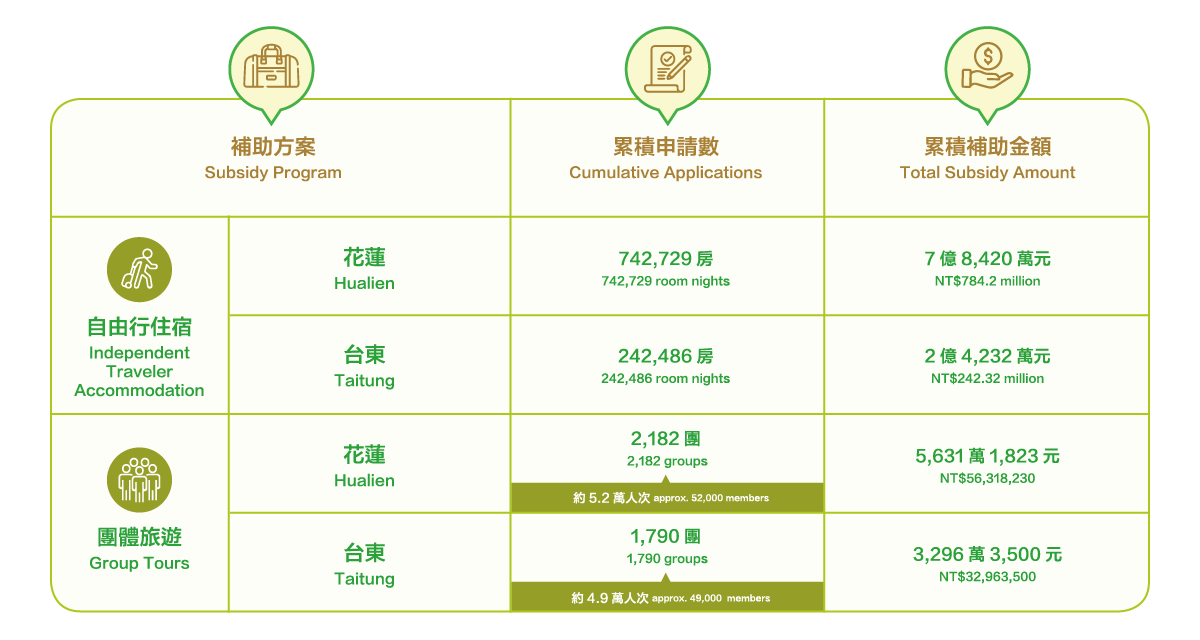 補助方案
Subsidy Program
累積申請數
Cumulative Applications
累積補助金額
Total Subsidy Amount
自由行住宿
Independent
Traveler
Accommodation
花蓮
Hualien
742,729 房
742,729 room nights
7 億 8,420 萬元
NT$784.2 million
台東
Taitung
242,486 房
242,486 room nights
2 億 4,232 萬元
NT$242.32 million
團體旅遊
Group Tours
花蓮
Hualien
2,182 團
2,182 groups
約 5.2 萬人次 approx. 52,000 members
5,631 萬 1,823 元
NT$56,318,230
台東
Taitung
1,790 團
1,790 groups
約 4.9 萬人次 approx. 49,000 members
3,296 萬 3,500 元
NT$32,963,500